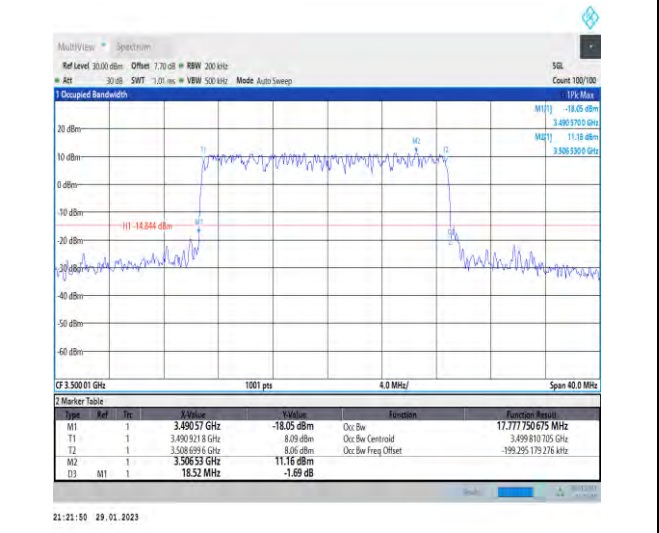 MultiView Spectrum
Ref Level 30.00 dBm Offset 7.70 dB RBW 200 kHz SGL
Att 30 dB SWT 1.01 ms VBW 500 kHz Mode Auto Sweep Count 100/100
1 Occupied Bandwidth 1Pk Max
M1[1] -18.05 dBm
3.490 5700 GHz
M2[1] 11.16 dBm
3.506 5300 GHz
20 dBm
M2
T1 T2
10 dBm
0 dBm
-10 dBm
M1
H1 -14.844 dBm
-20 dBm
-30 dBm
-40 dBm
-50 dBm
-60 dBm
CF 3.500 01 GHz 1001 pts 4.0 MHz/ Span 40.0 MHz
2 Marker Table
Type Ref Trc X-Value Y-Value Function Function Result
M1 1 3.490 57 GHz -18.05 dBm Occ Bw 17.777 750 675 MHz
T1 1 3.490 921 8 GHz 8.09 dBm Occ Bw Centroid 3.499 810 705 GHz
T2 1 3.508 699 6 GHz 8.06 dBm Occ Bw Freq Offset -199.295 179 276 kHz
M2 1 3.506 53 GHz 11.16 dBm
D3 M1 1 18.52 MHz -1.69 dB
21:21:50 29.01.2023